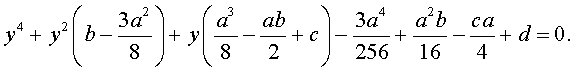 y⁴ + y²(b − 3a²/8) + y(a³/8 − ab/2 + c) − 3a⁴/256 + a²b/16 − ca/4 + d = 0.